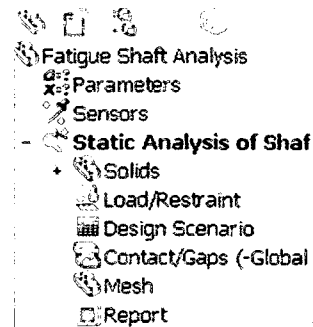 Fatigue Shaft Analysis
Parameters
Sensors
- Static Analysis of Shaf
+ Solids
Load/Restraint
Design Scenario
Contact/Gaps (-Global
Mesh
Report